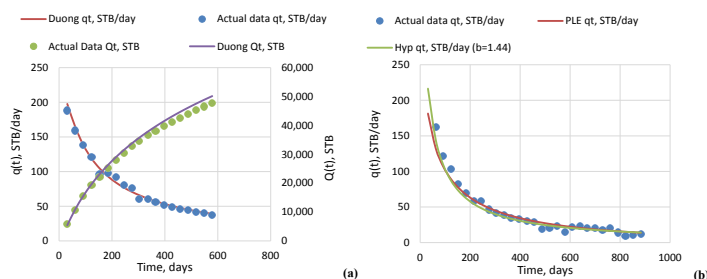 Duong qt, STB/day
Actual data qt, STB/day
Actual Data Qt, STB
Duong Qt, STB
250
200
150
100
50
0
60,000
50,000
40,000
30,000
20,000
10,000
0
0 200 400 600 800
q(t), STB/day
Q(t), STB
Time, days
(a)
Actual data qt, STB/day
PLE qt, STB/day
Hyp qt, STB/day (b=1.44)
250
200
150
100
50
0
0 200 400 600 800 1000
q(t), STB/day
Time, days
(b)